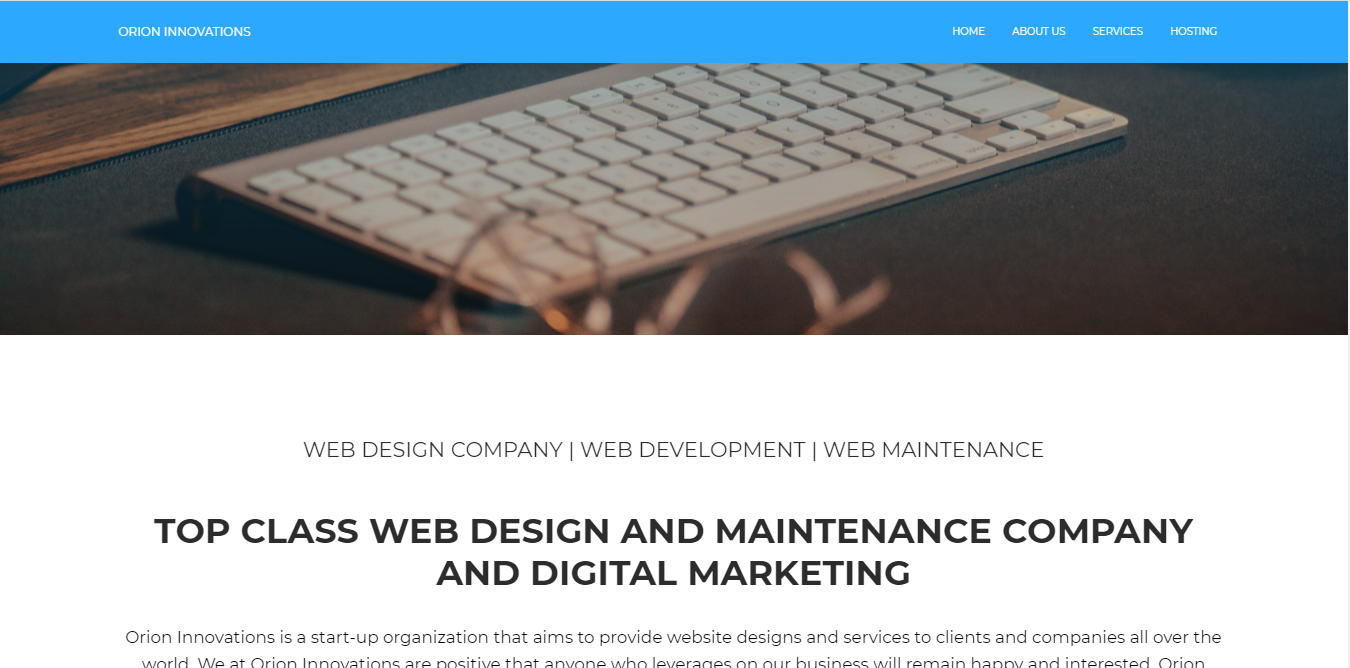 ORION INNOVATIONS
HOME ABOUT US SERVICES HOSTING
WEB DESIGN COMPANY | WEB DEVELOPMENT | WEB MAINTENANCE
TOP CLASS WEB DESIGN AND MAINTENANCE COMPANY
AND DIGITAL MARKETING
Orion Innovations is a start-up organization that aims to provide website designs and services to clients and companies all over the
world. We at Orion Innovations are positive that anyone who leverages on our business will remain happy and interested. Orion